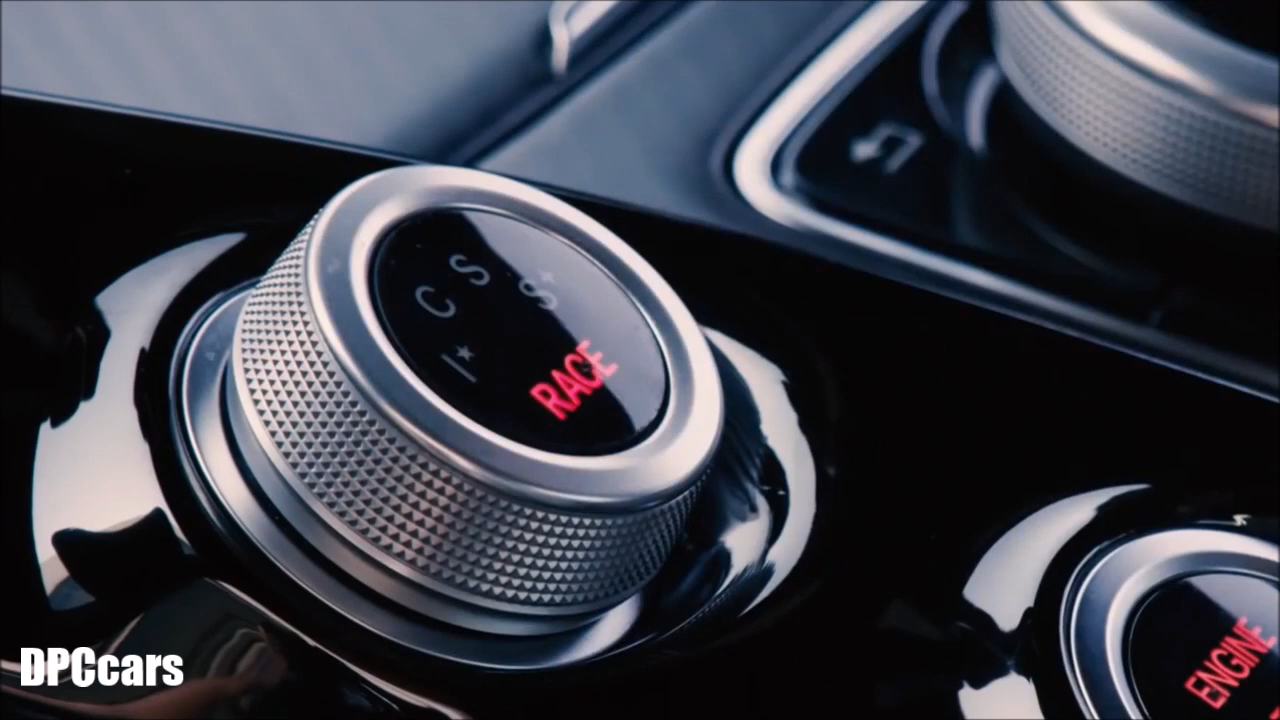 C S S+
I★
RACE
ENGINE
DPCcars